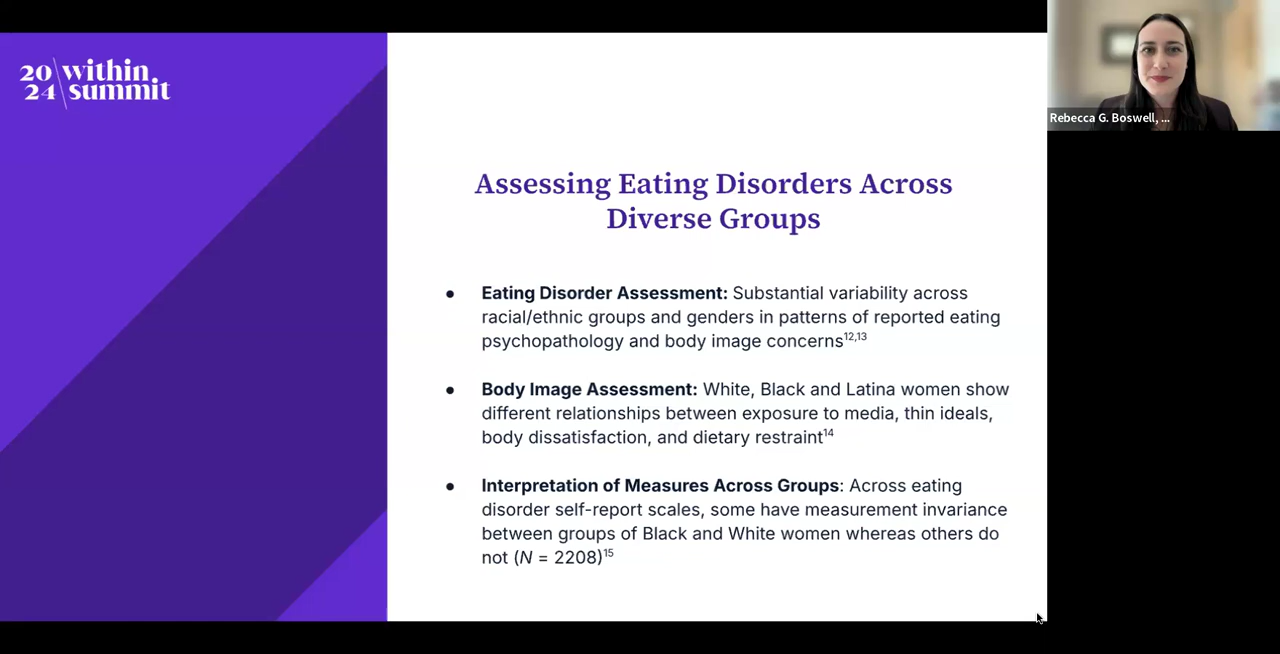 20 within
24 summit
Rebecca G. Boswell, ...
Assessing Eating Disorders Across
Diverse Groups
● Eating Disorder Assessment: Substantial variability across
racial/ethnic groups and genders in patterns of reported eating
psychopathology and body image concerns12,13
● Body Image Assessment: White, Black and Latina women show
different relationships between exposure to media, thin ideals,
body dissatisfaction, and dietary restraint14
● Interpretation of Measures Across Groups: Across eating
disorder self-report scales, some have measurement invariance
between groups of Black and White women whereas others do
not (N = 2208)15